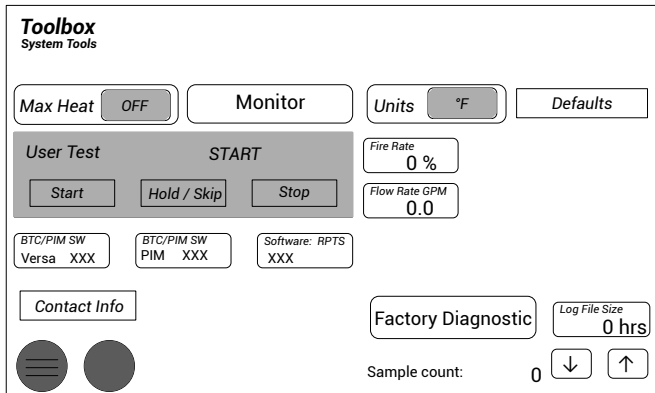 Toolbox
System Tools
Max Heat OFF Monitor Units °F Defaults
User Test START
Start Hold / Skip Stop
Fire Rate
0 %
Flow Rate GPM
0.0
BTC/PIM SW
Versa XXX
BTC/PIM SW
PIM XXX
Software: RPTS
XXX
Contact Info
Factory Diagnostic
Log File Size
0 hrs
Sample count: 0 ↓ ↑